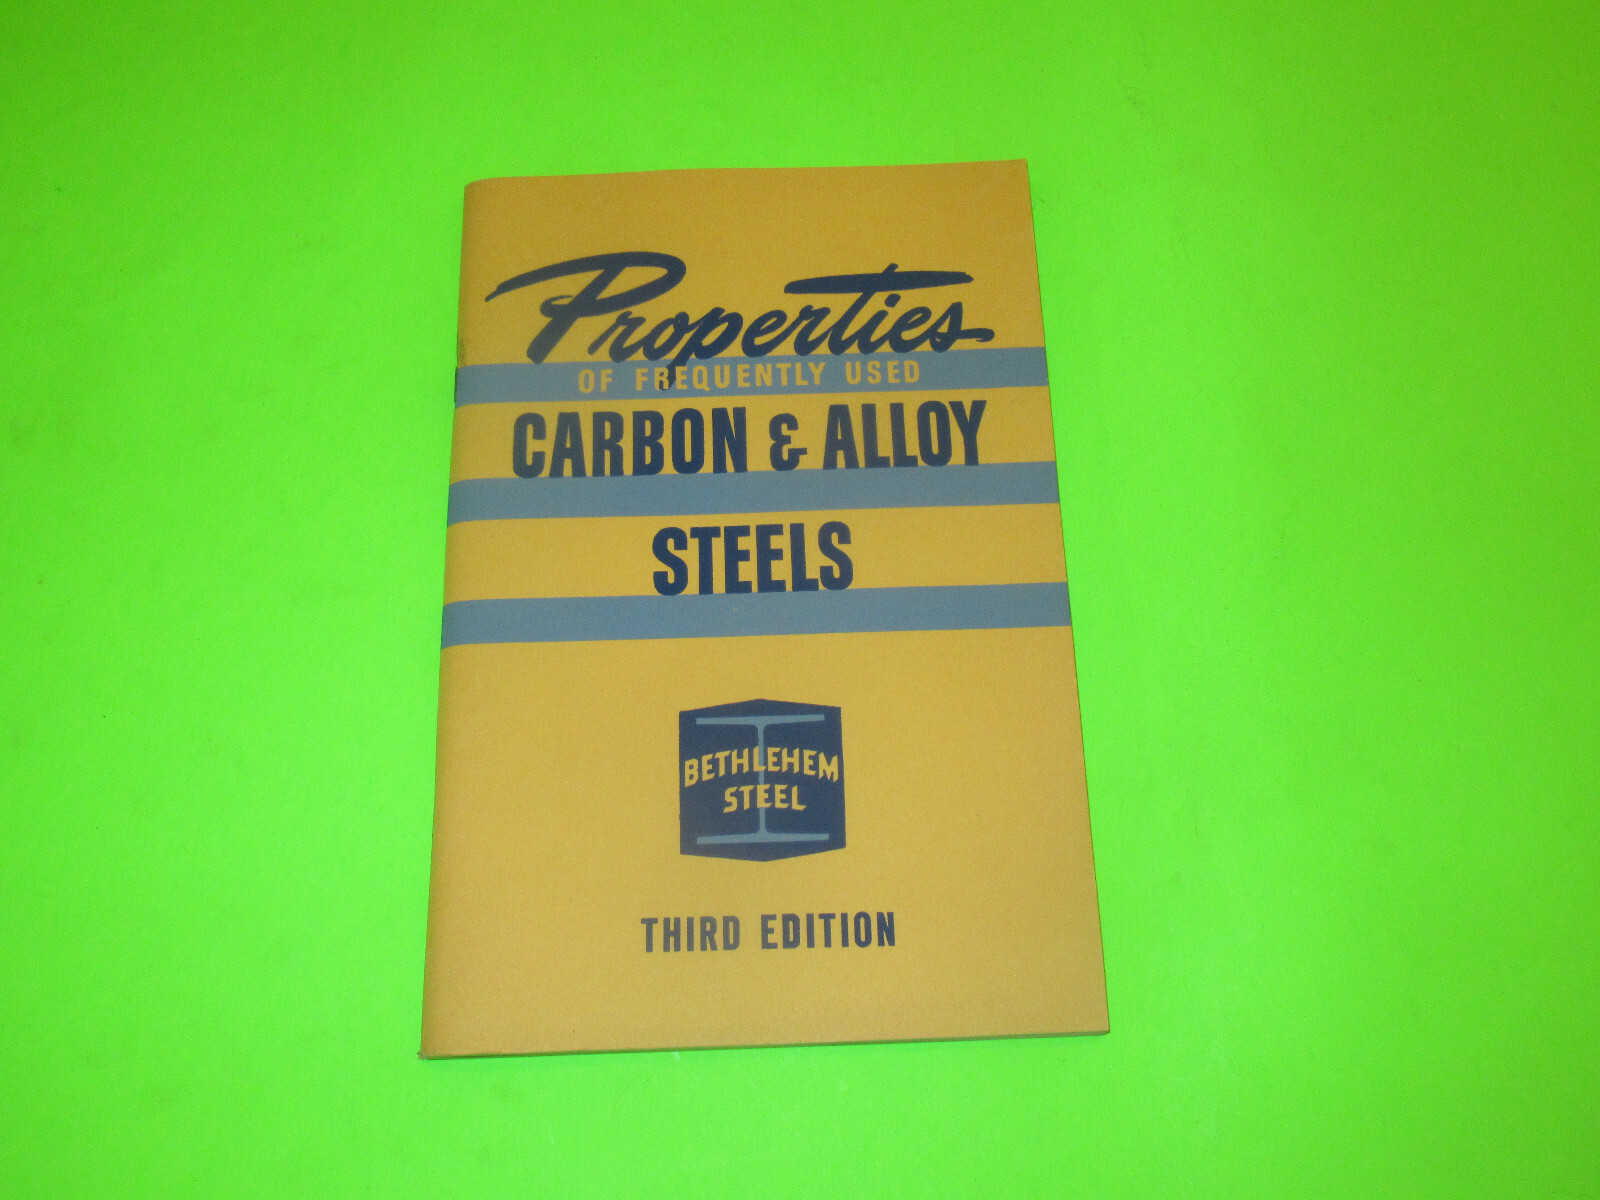 Properties
OF FREQUENTLY USED
CARBON & ALLOY
STEELS
BETHLEHEM
STEEL
THIRD EDITION